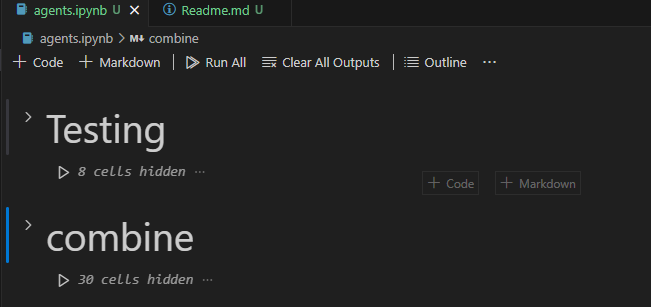 agents.ipynb U Readme.md U
agents.ipynb > M↓ combine
+ Code + Markdown Run All Clear All Outputs Outline ...
Testing
8 cells hidden ...
+ Code + Markdown
combine
30 cells hidden ...